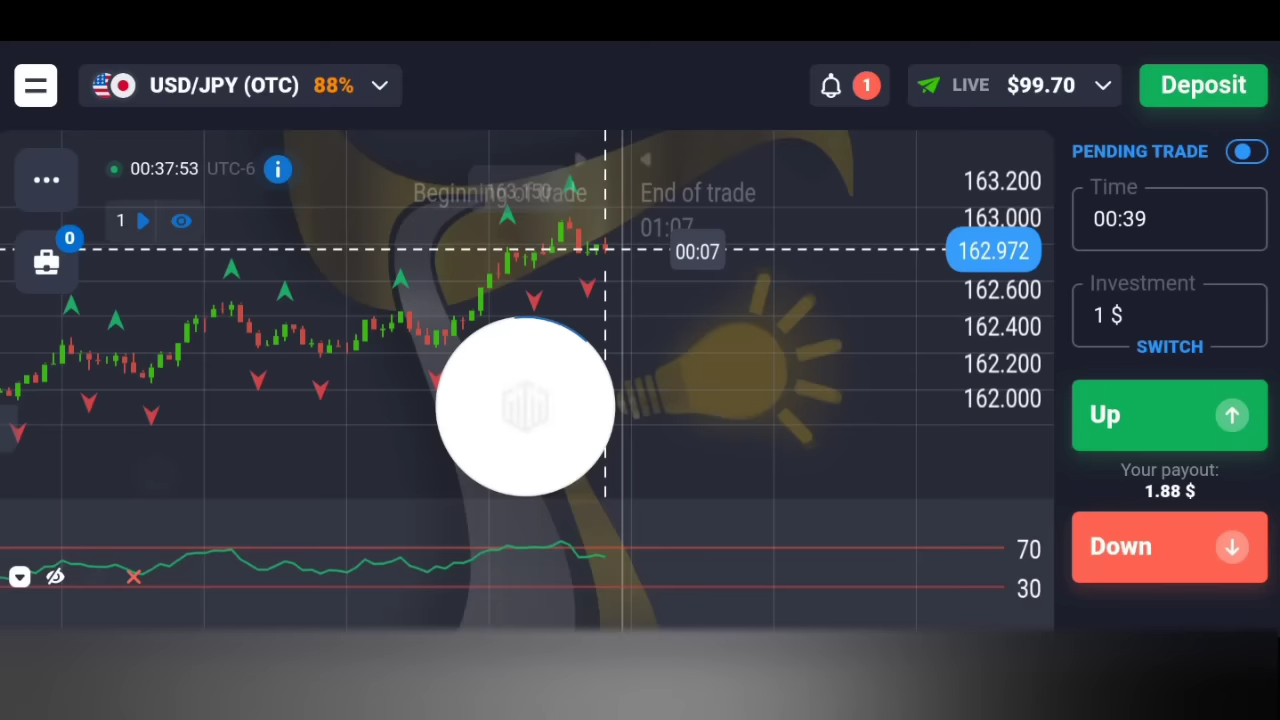 USD/JPY (OTC) 88%
1 LIVE $99.70 Deposit
00:37:53 UTC-6 i
1
0
Beginning of trade
163.150
End of trade
01:07
00:07
163.200
163.000
162.972
162.600
162.400
162.200
162.000
70
30
PENDING TRADE
Time
00:39
Investment
1 $
SWITCH
Up
Your payout:
1.88 $
Down